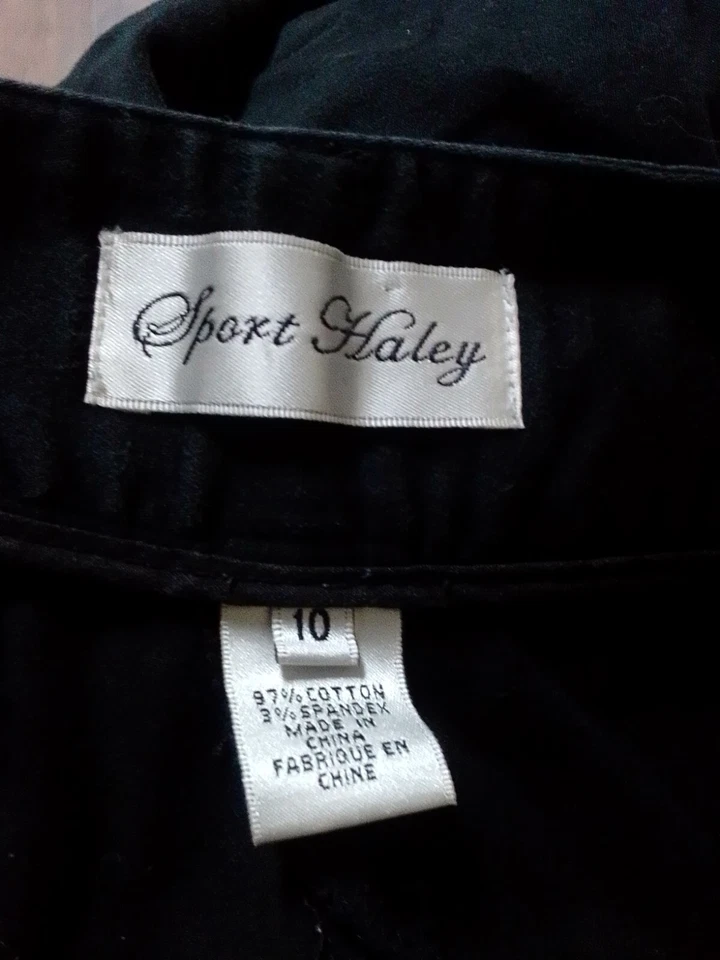 Sport Haley
10
97% COTTON
3% SPANDEX
MADE IN
CHINA
FABRIQUE EN
CHINE